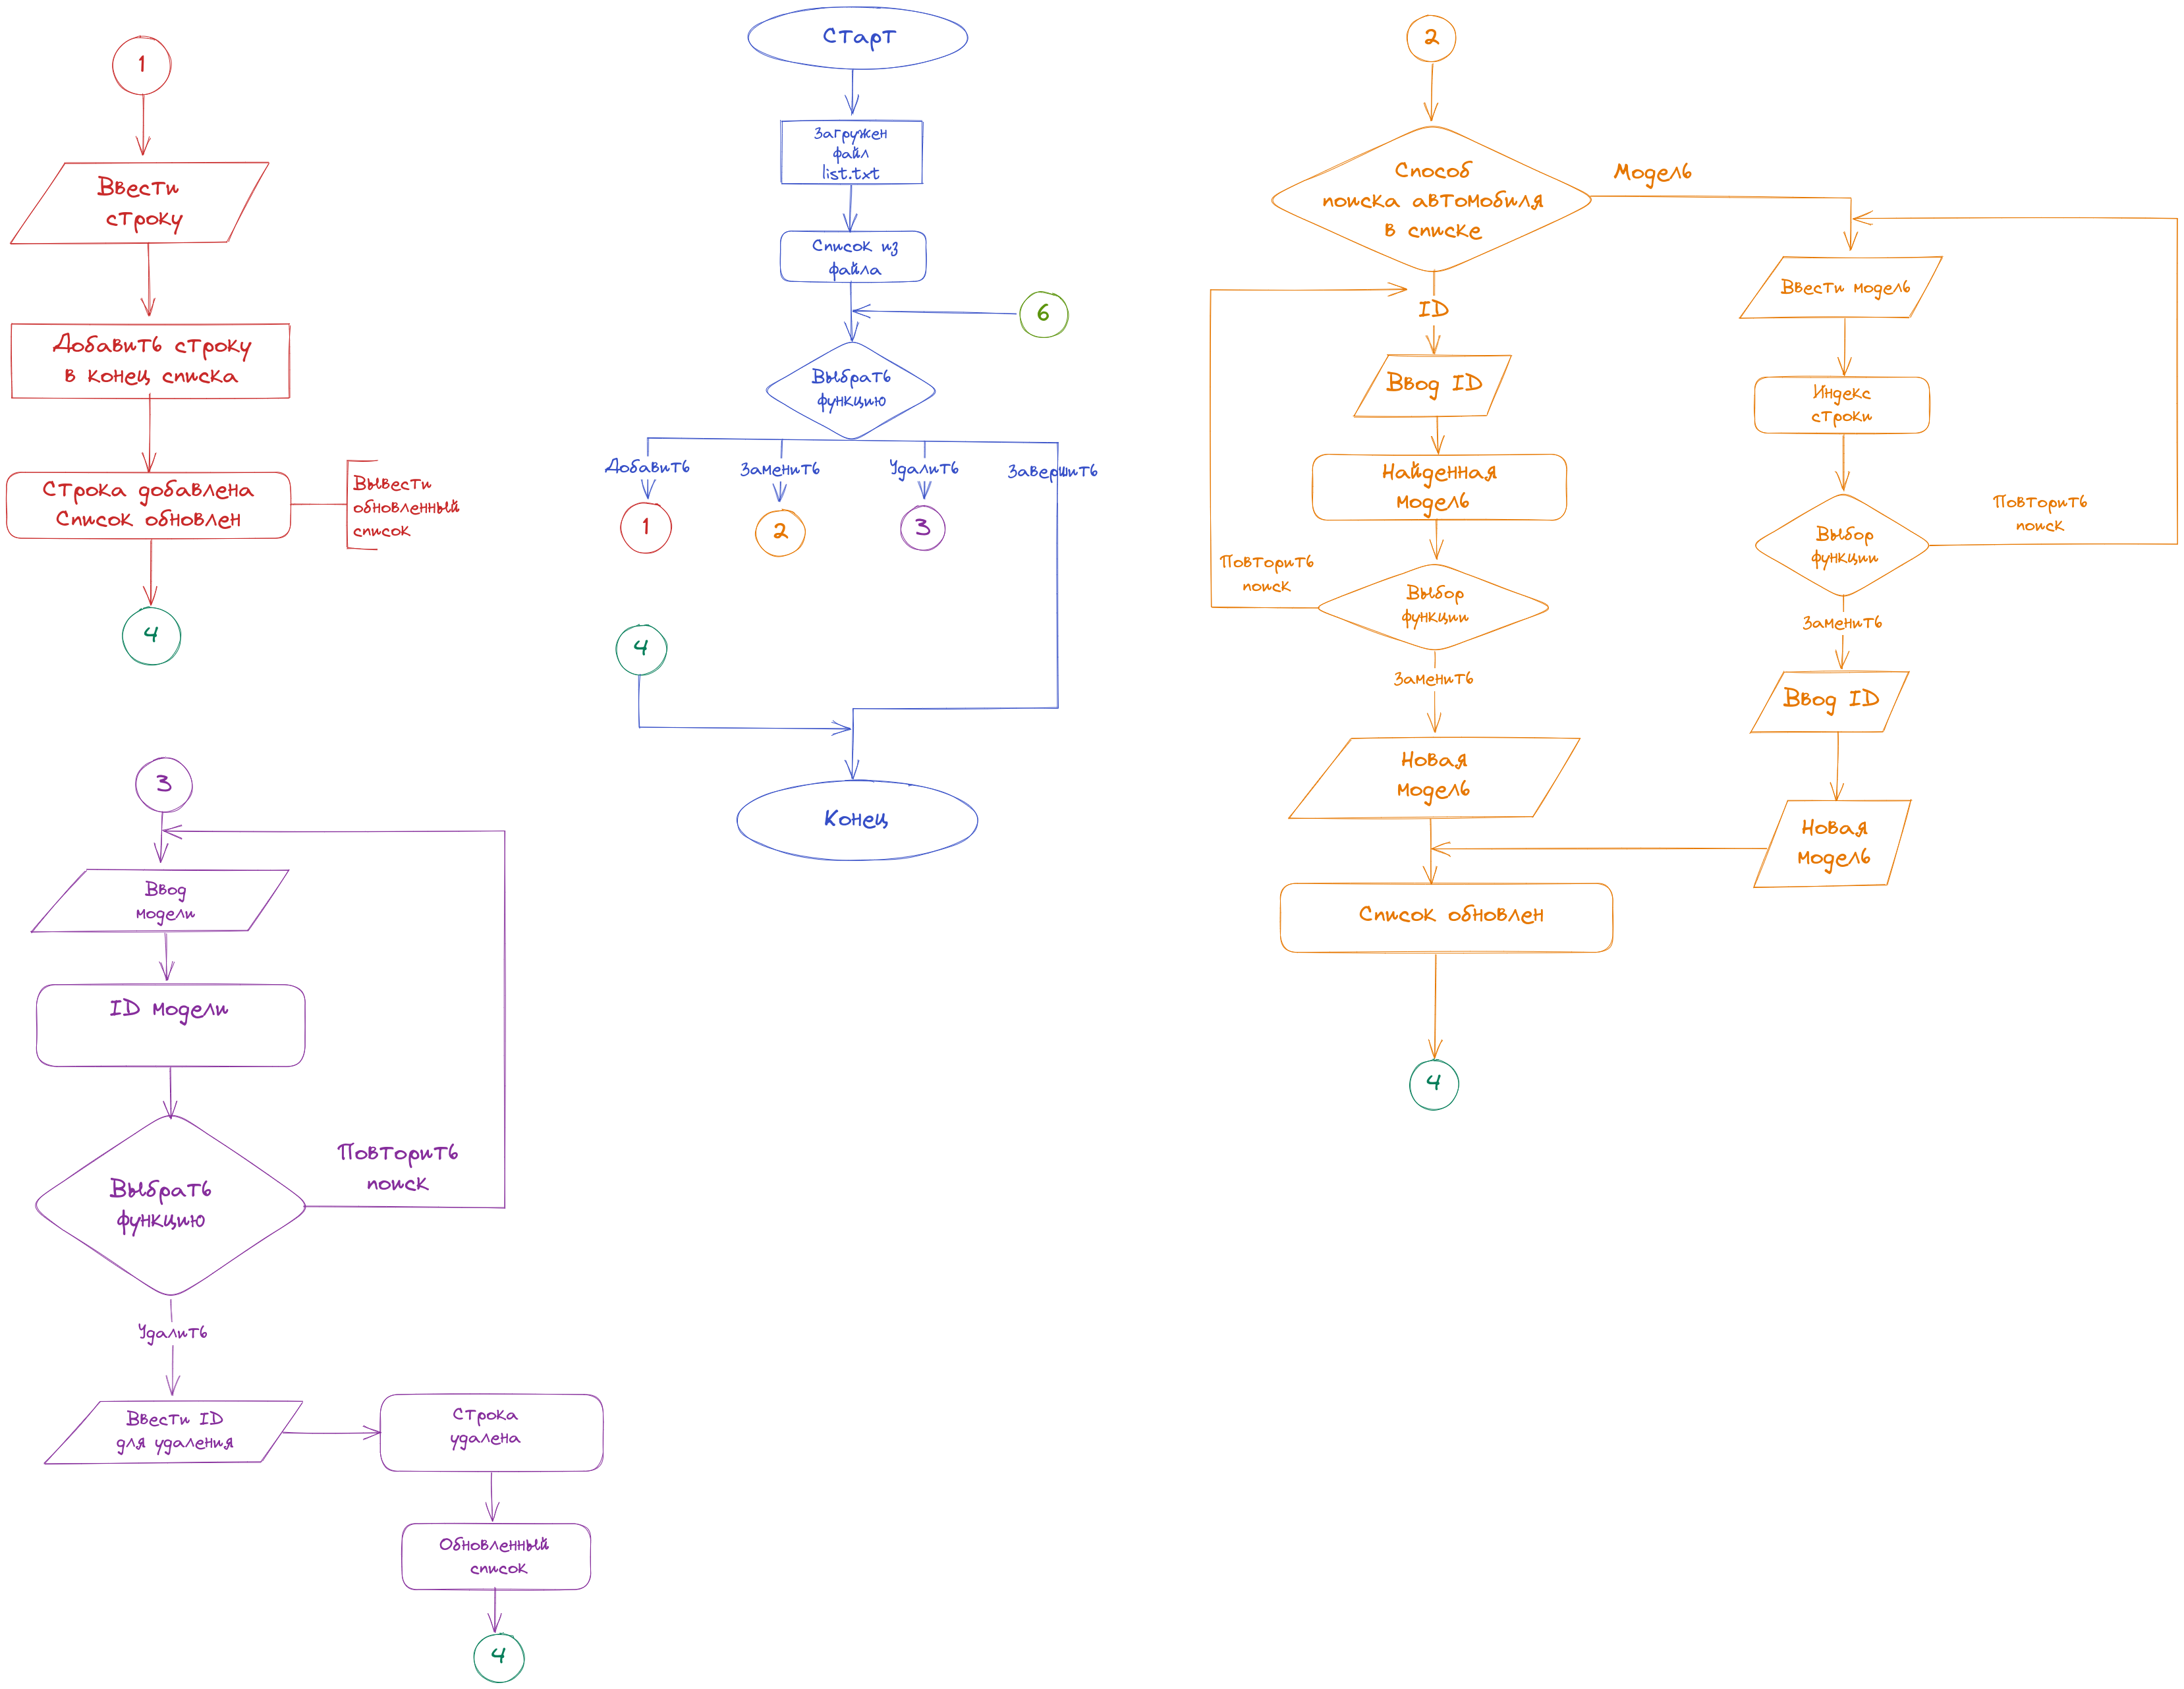 1
Ввести
строку
Добавить строку
в конец списка
Строка добавлена
Список обновлен
Вывести
обновленный
список
4
Старт
Загружен
файл
list.txt
Список из
файла
6
Выбрать
функцию
Добавить
Заменить
Удалить
Завершить
1
2
3
4
Конец
2
Способ
поиска автомобиля
в списке
Модель
ID
Ввод ID
Найденная
модель
Повторить
поиск
Выбор
функции
Заменить
Новая
модель
Список обновлен
4
Ввести модель
Индекс
строки
Повторить
поиск
Выбор
функции
Заменить
Ввод ID
Новая
модель
3
Ввод
модели
ID модели
Выбрать
функцию
Повторить
поиск
Удалить
Ввести ID
для удаления
Строка
удалена
Обновленный
список
4